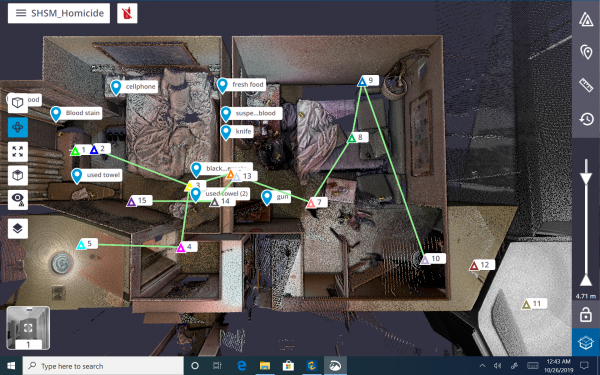 SHSM_Homicide
9
cellphone
fresh food
ood
Blood stain
suspe...blood
knife
8
1
2
used towel
black...
13
3
used towel (2)
gun
15
14
7
5
4
10
12
11
4.71 m
1
Type here to search
12:43 AM
10/26/2019